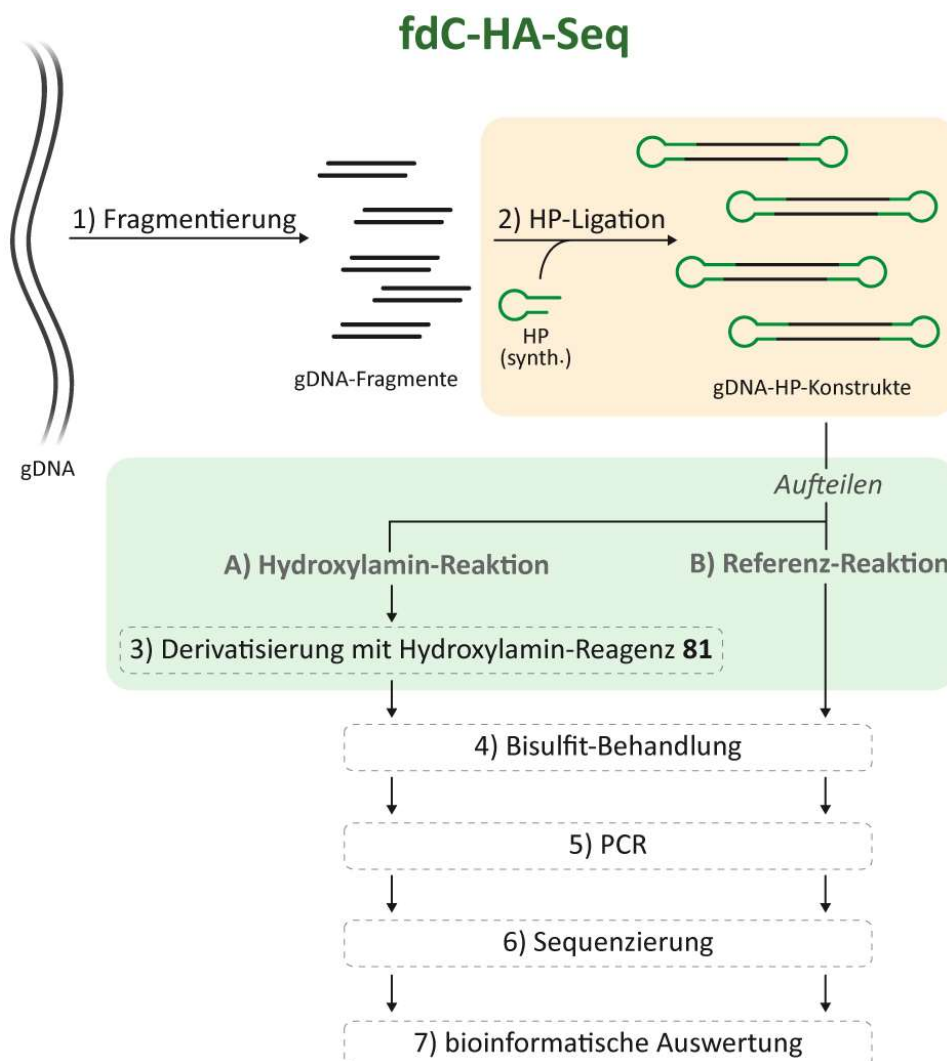 fdC-HA-Seq
1) Fragmentierung
2) HP-Ligation
HP
(synth.)
gDNA-Fragmente
gDNA-HP-Konstrukte
gDNA
Aufteilen
A) Hydroxylamin-Reaktion
B) Referenz-Reaktion
3) Derivatisierung mit Hydroxylamin-Reagenz 81
4) Bisulfit-Behandlung
5) PCR
6) Sequenzierung
7) bioinformatische Auswertung